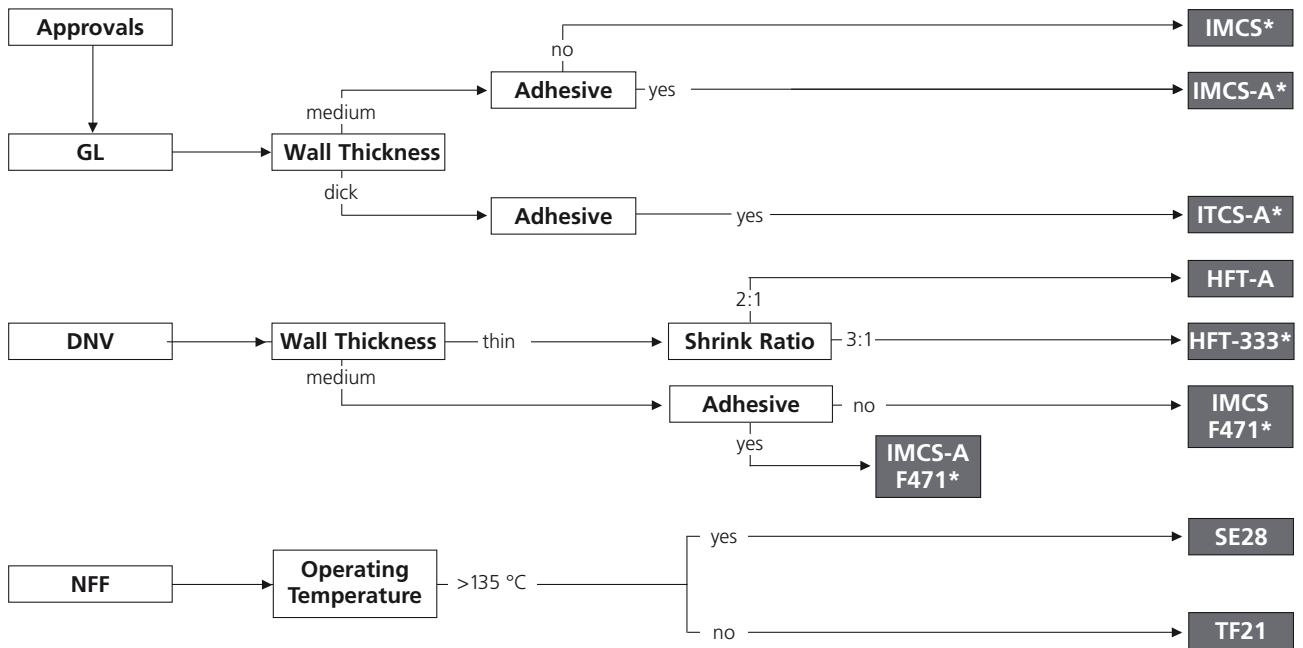 Approvals
IMCS*
no
Adhesive
yes
IMCS-A*
medium
GL
Wall Thickness
dick
Adhesive
yes
ITCS-A*
HFT-A
2:1
DNV
Wall Thickness
thin
Shrink Ratio
3:1
HFT-333*
medium
Adhesive
no
IMCS
F471*
yes
IMCS-A
F471*
yes
SE28
NFF
Operating
Temperature
>135 °C
no
TF21